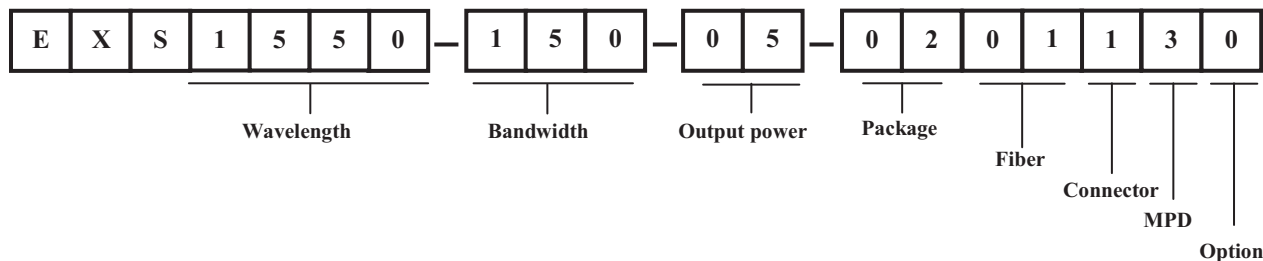 E X S 1 5 5 0 – 1 5 0 – 0 5 – 0 2 0 1 1 3 0
Wavelength Bandwidth Output power Package
Fiber
Connector
MPD
Option